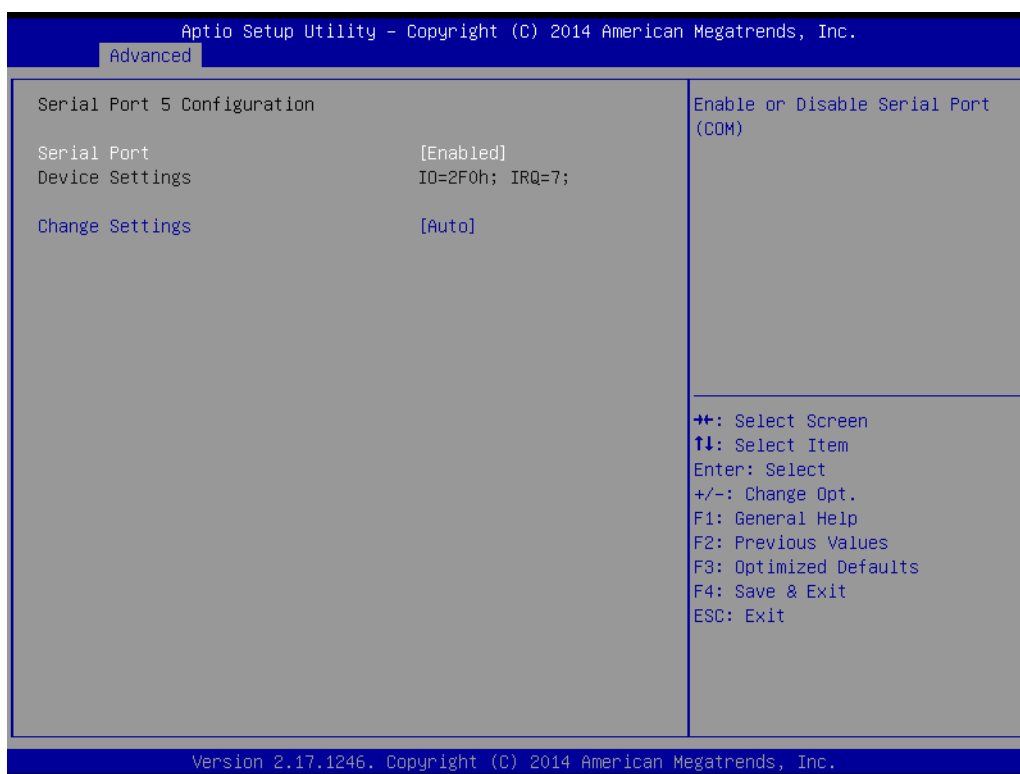 Aptio Setup Utility – Copyright (C) 2014 American Megatrends, Inc.
Advanced
Serial Port 5 Configuration
Serial Port [Enabled]
Device Settings IO=2F0h; IRQ=7;
Change Settings [Auto]
Enable or Disable Serial Port
(COM)
→←: Select Screen
↑↓: Select Item
Enter: Select
+/-: Change Opt.
F1: General Help
F2: Previous Values
F3: Optimized Defaults
F4: Save & Exit
ESC: Exit
Version 2.17.1246. Copyright (C) 2014 American Megatrends, Inc.